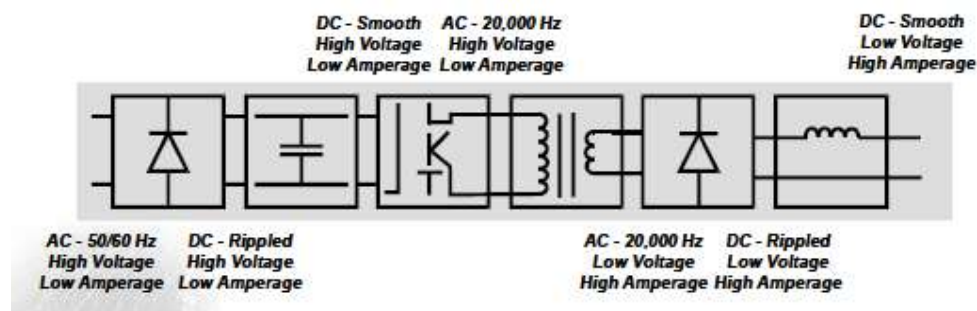 DC - Smooth
High Voltage
Low Amperage
AC - 20,000 Hz
High Voltage
Low Amperage
DC - Smooth
Low Voltage
High Amperage
AC - 50/60 Hz
High Voltage
Low Amperage
DC - Rippled
High Voltage
Low Amperage
AC - 20,000 Hz
Low Voltage
High Amperage
DC - Rippled
Low Voltage
High Amperage